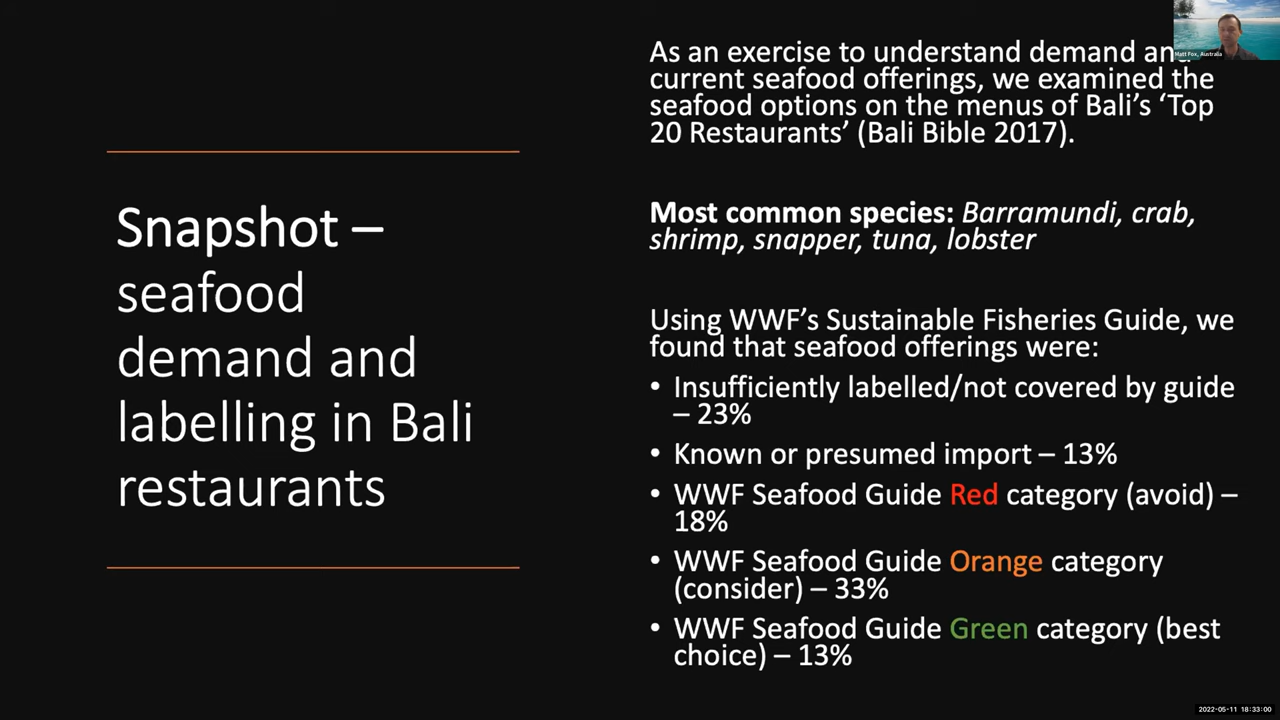 Snapshot –
seafood
demand and
labelling in Bali
restaurants
As an exercise to understand demand and
current seafood offerings, we examined the
seafood options on the menus of Bali’s ‘Top
20 Restaurants’ (Bali Bible 2017).
Most common species: Barramundi, crab,
shrimp, snapper, tuna, lobster
Using WWF’s Sustainable Fisheries Guide, we
found that seafood offerings were:
• Insufficiently labelled/not covered by guide
– 23%
• Known or presumed import – 13%
• WWF Seafood Guide Red category (avoid) –
18%
• WWF Seafood Guide Orange category
(consider) – 33%
• WWF Seafood Guide Green category (best
choice) – 13%
Matt Fox, Australia
2022-05-11 18:33:00